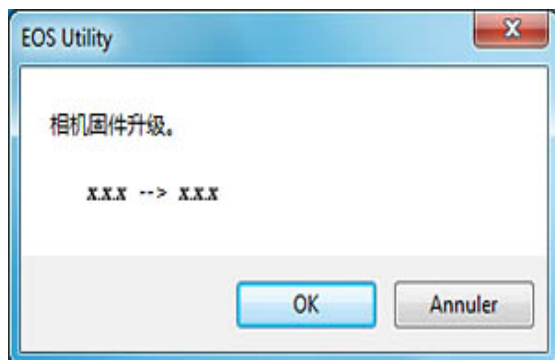 EOS Utility
相机固件升级。
x.x.x --> x.x.x
OK
Annuler